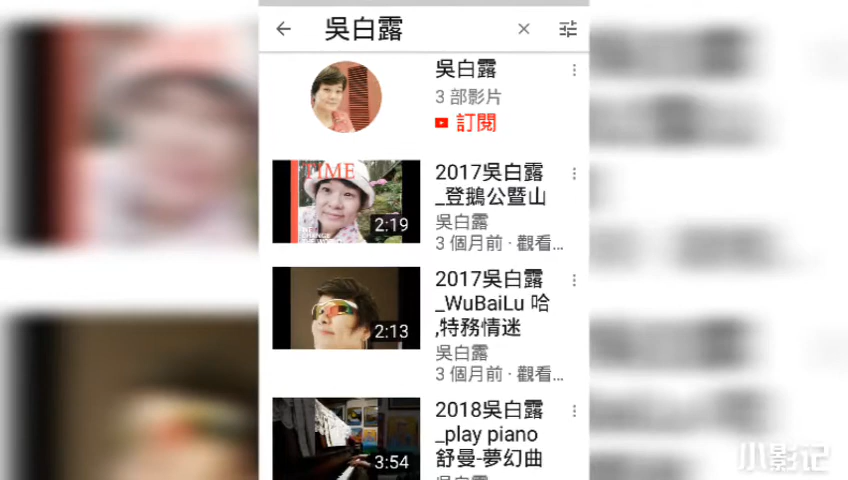 吳白露
吳白露
3 部影片
訂閱
TIME
2:19
2017吳白露
_登鵝公暨山
吳白露
3 個月前 · 觀看...
2:13
2017吳白露
_WuBaiLu 哈
,特務情迷
吳白露
3 個月前 · 觀看...
3:54
2018吳白露
_play piano
舒曼-夢幻曲
小影记